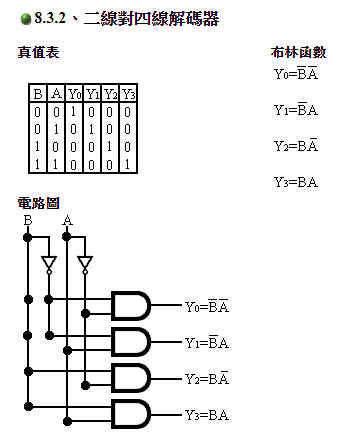 8.3.2、二線對四線解碼器
真值表
布林函數
B A Y0 Y1 Y2 Y3
0 0 1 0 0 0
0 1 0 1 0 0
1 0 0 0 1 0
1 1 0 0 0 1
Y0=B̅A̅
Y1=B̅A
Y2=BA̅
Y3=BA
電路圖
B A
Y0=B̅A̅
Y1=B̅A
Y2=BA̅
Y3=BA